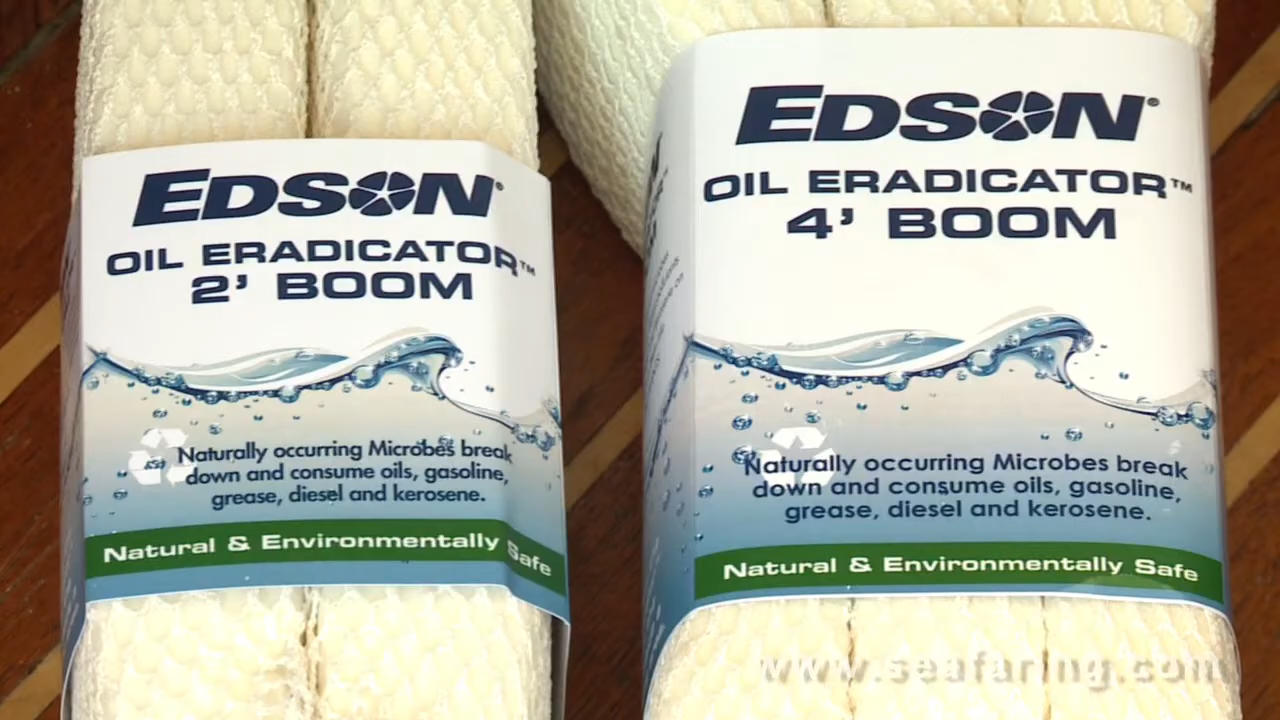 EDSON®
OIL ERADICATOR™
2' BOOM
Naturally occurring Microbes break
down and consume oils, gasoline,
grease, diesel and kerosene.
Natural & Environmentally Safe
EDSON®
OIL ERADICATOR™
4' BOOM
Naturally occurring Microbes break
down and consume oils, gasoline,
grease, diesel and kerosene.
Natural & Environmentally Safe
www.seafaring.com